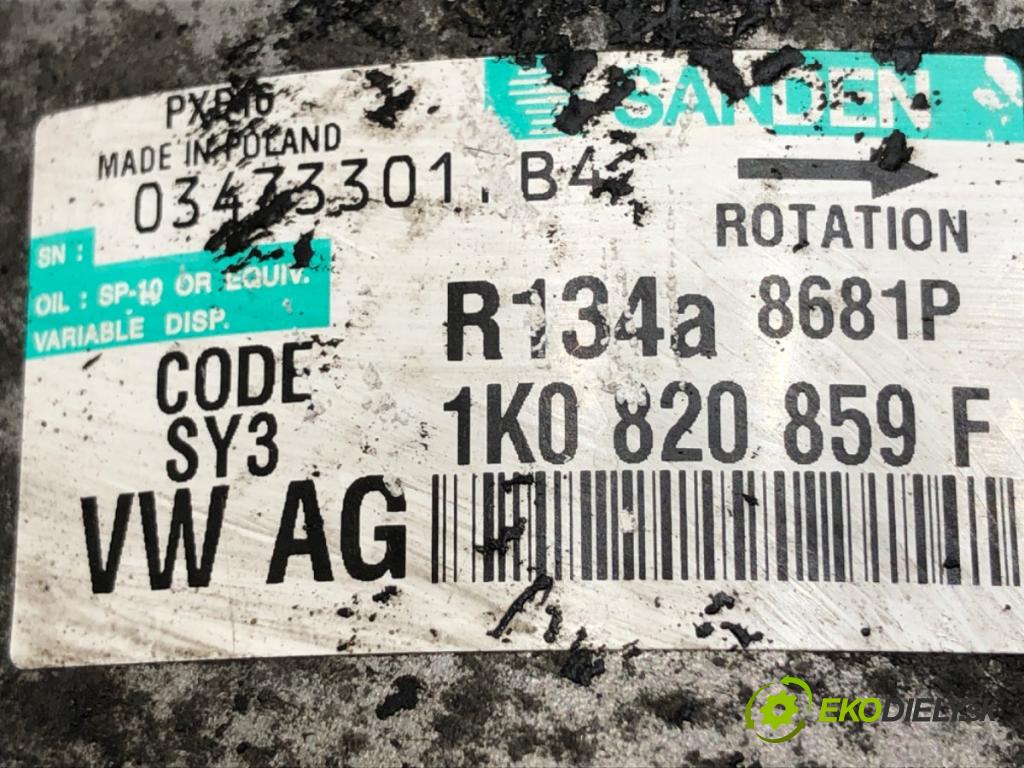 SANDEN
MADE IN POLAND
03473301.B4
ROTATION
SN :
OIL : SP-10 OR EQUIV.
VARIABLE DISP.
R134a 8681P
CODE
SY3
1K0 820 859 F
VW AG
EKODIELY.SK